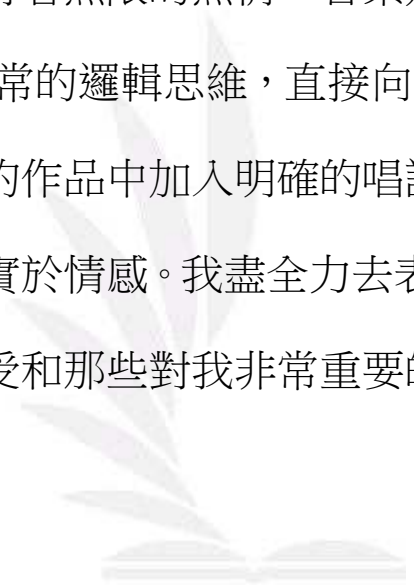 常的邏輯思維，直接向
的作品中加入明確的唱
實於情感。我盡全力去表
受和那些對我非常重要的